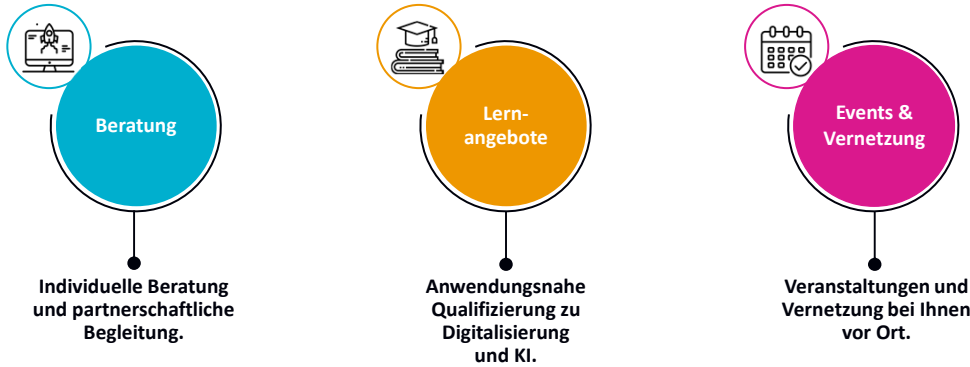 Beratung
Individuelle Beratung
und partnerschaftliche
Begleitung.
Lern-
angebote
Anwendungsnahe
Qualifizierung zu
Digitalisierung
und KI.
Events &
Vernetzung
Veranstaltungen und
Vernetzung bei Ihnen
vor Ort.